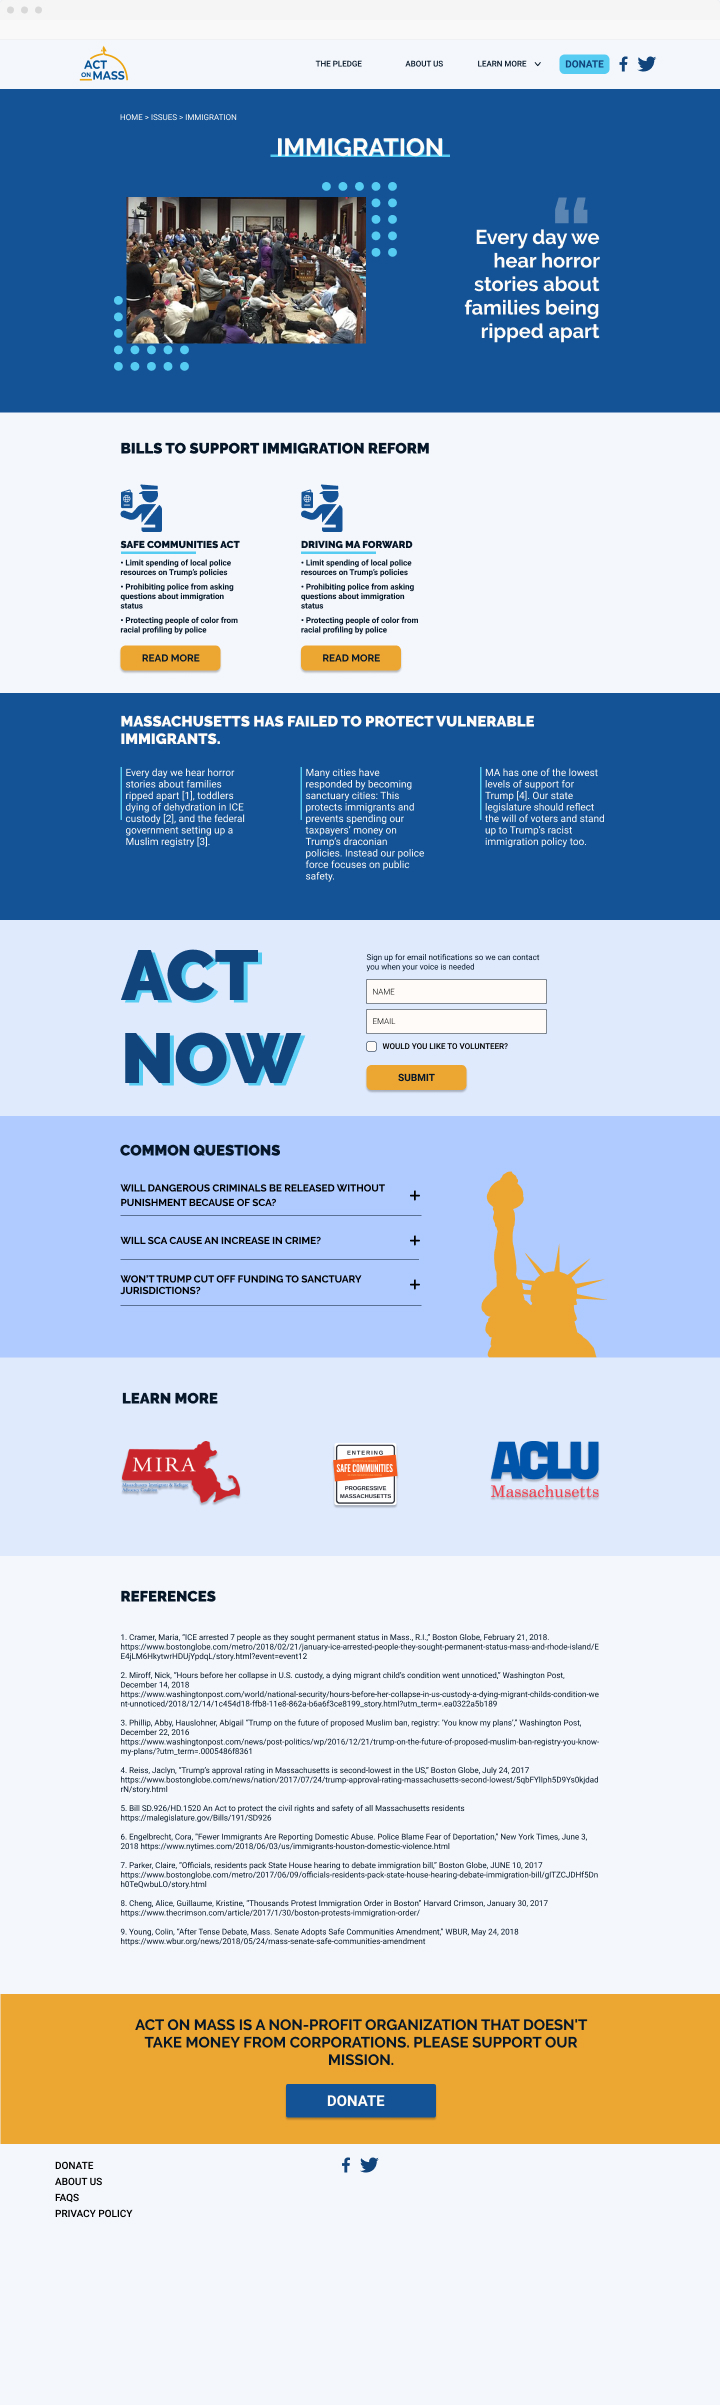 ACT
ON MASS
THE PLEDGE
ABOUT US
LEARN MORE
DONATE
HOME > ISSUES > IMMIGRATION
IMMIGRATION
“
Every day we
hear horror
stories about
families being
ripped apart
BILLS TO SUPPORT IMMIGRATION REFORM
SAFE COMMUNITIES ACT
• Limit spending of local police
resources on Trump's policies
• Prohibiting police from asking
questions about immigration
status
• Protecting people of color from
racial profiling by police
READ MORE
DRIVING MA FORWARD
• Limit spending of local police
resources on Trump's policies
• Prohibiting police from asking
questions about immigration
status
• Protecting people of color from
racial profiling by police
READ MORE
MASSACHUSETTS HAS FAILED TO PROTECT VULNERABLE
IMMIGRANTS.
Every day we hear horror
stories about families
ripped apart [1], toddlers
dying of dehydration in ICE
custody [2], and the federal
government setting up a
Muslim registry [3].
Many cities have
responded by becoming
sanctuary cities: This
protects immigrants and
prevents spending our
taxpayers' money on
Trump's draconian
policies. Instead our police
force focuses on public
safety.
MA has one of the lowest
levels of support for
Trump [4]. Our state
legislature should reflect
the will of voters and stand
up to Trump's racist
immigration policy too.
ACT
NOW
Sign up for email notifications so we can contact
you when your voice is needed
NAME
EMAIL
WOULD YOU LIKE TO VOLUNTEER?
SUBMIT
COMMON QUESTIONS
WILL DANGEROUS CRIMINALS BE RELEASED WITHOUT
PUNISHMENT BECAUSE OF SCA?
WILL SCA CAUSE AN INCREASE IN CRIME?
WON'T TRUMP CUT OFF FUNDING TO SANCTUARY
JURISDICTIONS?
LEARN MORE
MIRA
Massachusetts Immigrant & Refugee
Advocacy Coalition
ENTERING
SAFE COMMUNITIES
PROGRESSIVE
MASSACHUSETTS
ACLU
Massachusetts
REFERENCES
1. Cramer, Maria, “ICE arrested 7 people as they sought permanent status in Mass., R.I.,” Boston Globe, February 21, 2018.
https://www.bostonglobe.com/metro/2018/02/21/january-ice-arrested-people-they-sought-permanent-status-mass-and-rhode-island/E
E4jLM6HkytwrHDUjYpdqL/story.html?event=event12
2. Miroff, Nick, “Hours before her collapse in U.S. custody, a dying migrant child's condition went unnoticed,” Washington Post,
December 14, 2018
https://www.washingtonpost.com/world/national-security/hours-before-her-collapse-in-us-custody-a-dying-migrant-childs-condition-we
nt-unnoticed/2018/12/14/1c454d18-ffb8-11e8-862a-b6a6f3ce8199_story.html?utm_term=.ea0322a5b189
3. Phillip, Abby, Hauslohner, Abigail “Trump on the future of proposed Muslim ban, registry: ‘You know my plans’,” Washington Post,
December 22, 2016
https://www.washingtonpost.com/news/post-politics/wp/2016/12/21/trump-on-the-future-of-proposed-muslim-ban-registry-you-know-
my-plans/?utm_term=.0005486f8361
4. Reiss, Jaclyn, “Trump's approval rating in Massachusetts is second-lowest in the US,” Boston Globe, July 24, 2017
https://www.bostonglobe.com/news/nation/2017/07/24/trump-approval-rating-massachusetts-second-lowest/5qbFYIIph5D9Ys0kjdad
rN/story.html
5. Bill SD.926/HD.1520 An Act to protect the civil rights and safety of all Massachusetts residents
https://malegislature.gov/Bills/191/SD926
6. Engelbrecht, Cora, “Fewer Immigrants Are Reporting Domestic Abuse. Police Blame Fear of Deportation,” New York Times, June 3,
2018 https://www.nytimes.com/2018/06/03/us/immigrants-houston-domestic-violence.html
7. Parker, Claire, “Officials, residents pack State House hearing to debate immigration bill,” Boston Globe, JUNE 10, 2017
https://www.bostonglobe.com/metro/2017/06/09/officials-residents-pack-state-house-hearing-debate-immigration-bill/gITZCJDHf5Dn
h0TeQwbuLO/story.html
8. Cheng, Alice, Guillaume, Kristine, “Thousands Protest Immigration Order in Boston” Harvard Crimson, January 30, 2017
https://www.thecrimson.com/article/2017/1/30/boston-protests-immigration-order/
9. Young, Colin, “After Tense Debate, Mass. Senate Adopts Safe Communities Amendment,” WBUR, May 24, 2018
https://www.wbur.org/news/2018/05/24/mass-senate-safe-communities-amendment
ACT ON MASS IS A NON-PROFIT ORGANIZATION THAT DOESN'T
TAKE MONEY FROM CORPORATIONS. PLEASE SUPPORT OUR
MISSION.
DONATE
DONATE
ABOUT US
FAQS
PRIVACY POLICY